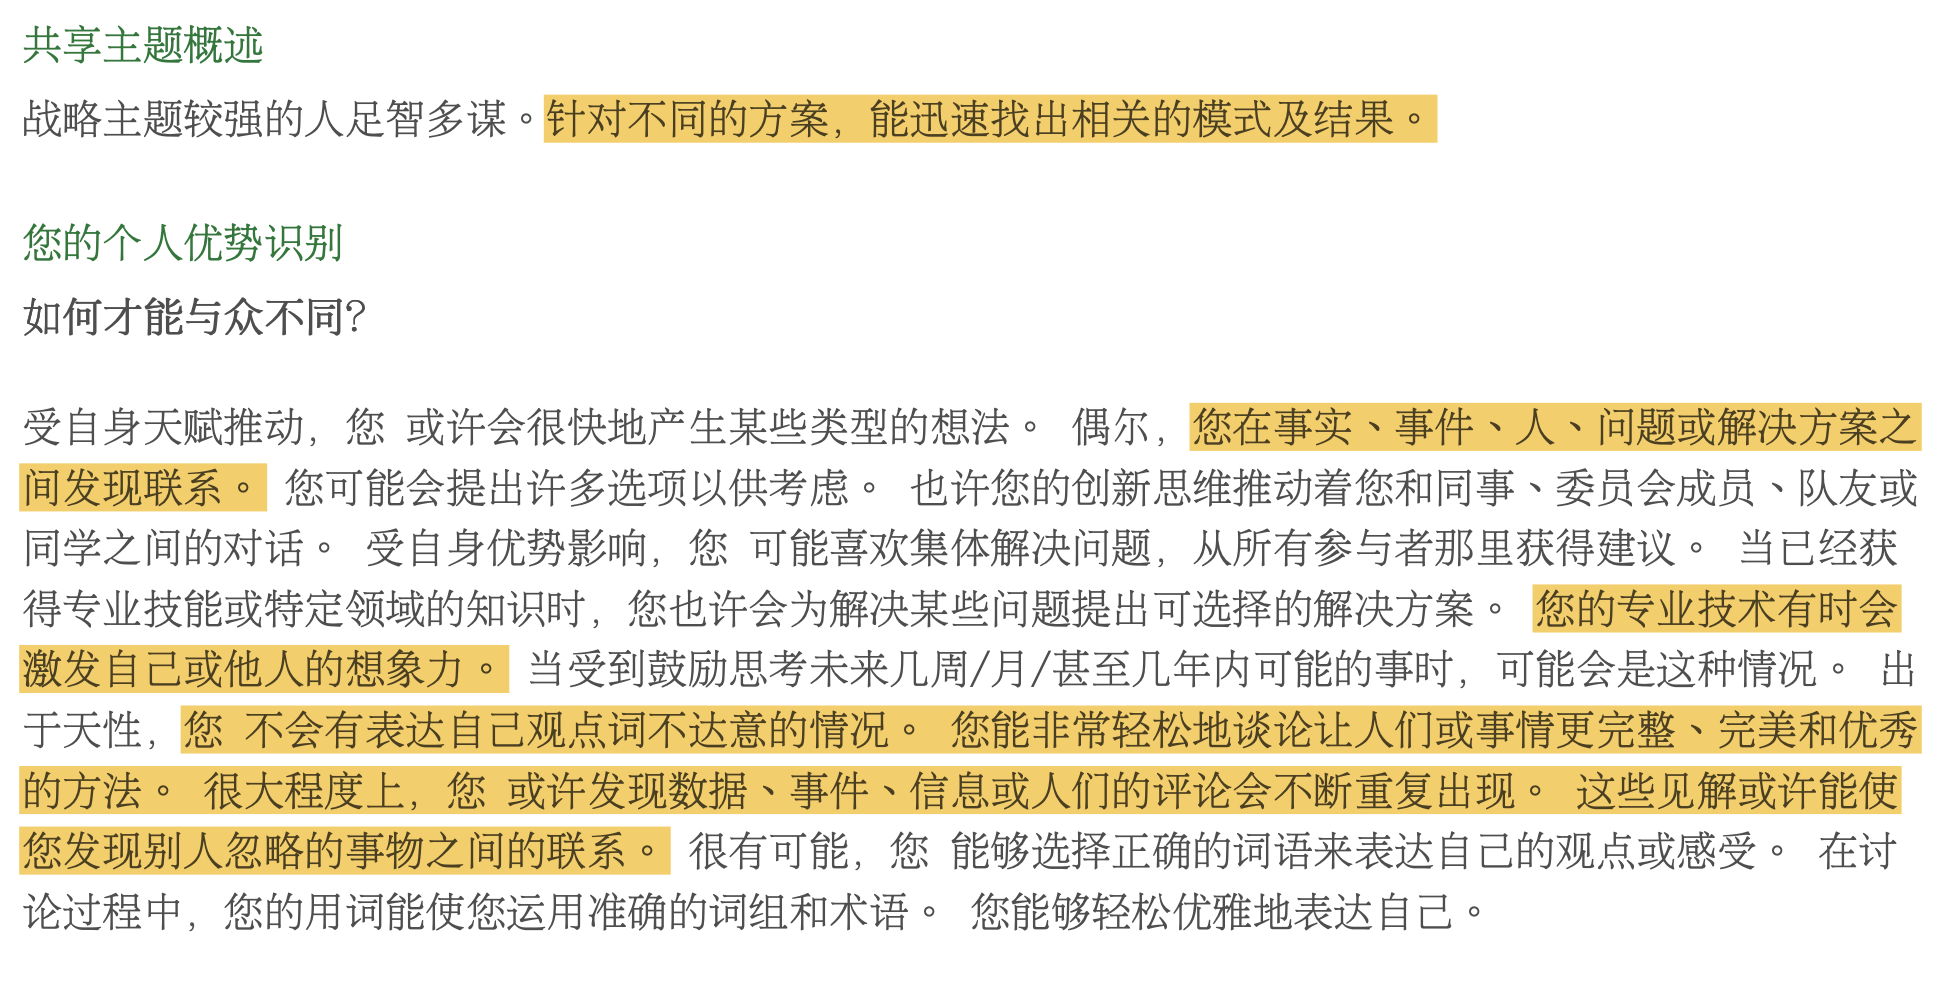 共享主题概述
战略主题较强的人足智多谋。针对不同的方案，能迅速找出相关的模式及结果。
您的个人优势识别
如何才能与众不同？
受自身天赋推动，您 或许会很快地产生某些类型的想法。 偶尔，您在事实、事件、人、问题或解决方案之
间发现联系。 您可能会提出许多选项以供考虑。 也许您的创新思维推动着您和同事、委员会成员、队友或
同学之间的对话。 受自身优势影响，您 可能喜欢集体解决问题，从所有参与者那里获得建议。 当已经获
得专业技能或特定领域的知识时，您也许会为解决某些问题提出可选择的解决方案。 您的专业技术有时会
激发自己或他人的想象力。 当受到鼓励思考未来几周/月/甚至几年内可能的事时，可能会是这种情况。 出
于天性，您 不会有表达自己观点词不达意的情况。 您能非常轻松地谈论让人们或事情更完整、完美和优秀
的方法。 很大程度上，您 或许发现数据、事件、信息或人们的评论会不断重复出现。 这些见解或许能使
您发现别人忽略的事物之间的联系。 很有可能，您 能够选择正确的词语来表达自己的观点或感受。 在讨
论过程中，您的用词能使您运用准确的词组和术语。 您能够轻松优雅地表达自己。